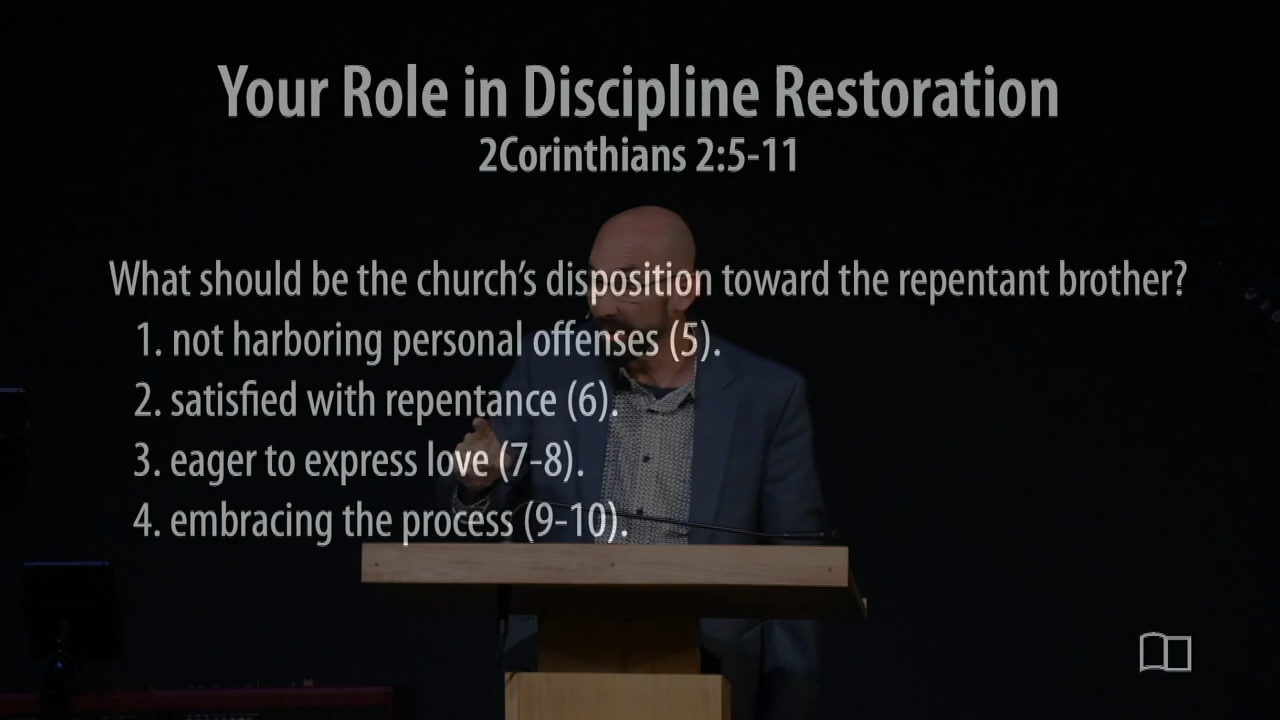 Your Role in Discipline Restoration
2Corinthians 2:5-11
What should be the church’s disposition toward the repentant brother?
1. not harboring personal offenses (5).
2. satisfied with repentance (6).
3. eager to express love (7-8).
4. embracing the process (9-10).